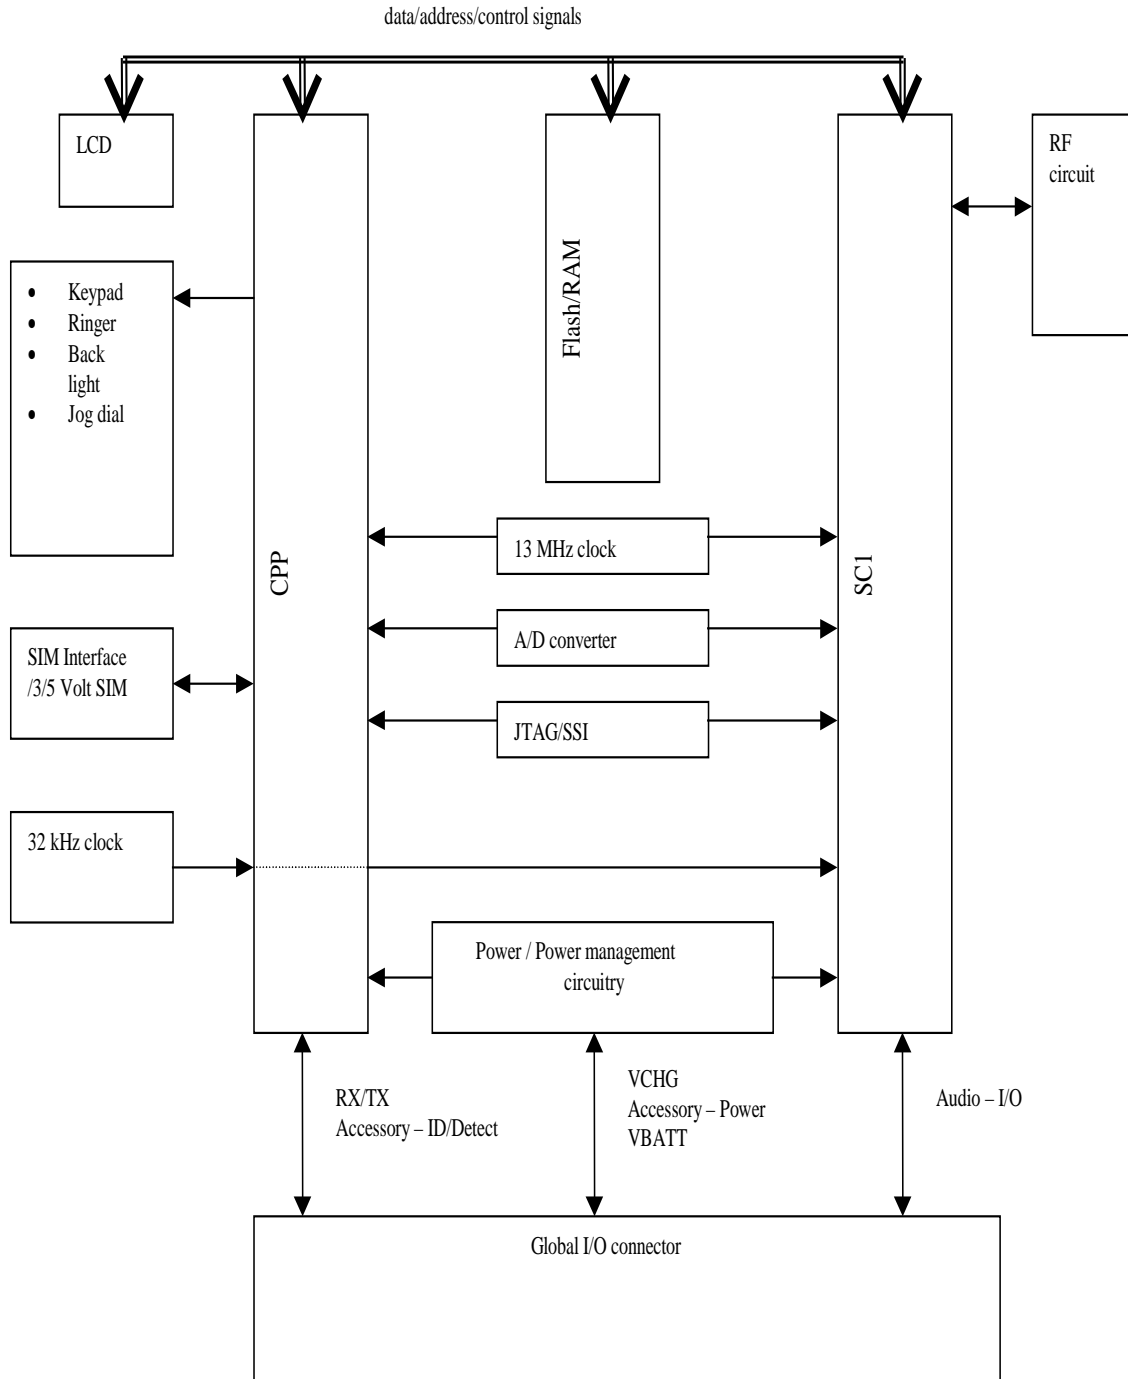 data/address/control signals
LCD
RF
circuit
• Keypad
• Ringer
• Back
light
• Jog dial
Flash/RAM
CPP
SC1
13 MHz clock
A/D converter
SIM Interface
/3/5 Volt SIM
JTAG/SSI
32 kHz clock
Power / Power management
circuitry
RX/TX
Accessory – ID/Detect
VCHG
Accessory – Power
VBATT
Audio – I/O
Global I/O connector